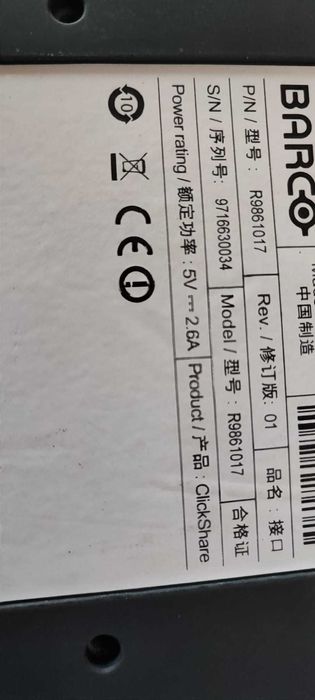 BARCO
中国制造
P/N / 型号: R9861017 Rev. / 修订版: 01 品名: 接口
S/N / 序列号: 9716630034 Model / 型号: R9861017 合格证
Power rating / 额定功率: 5V ⎓ 2.6A Product / 产品: ClickShare
10 CE